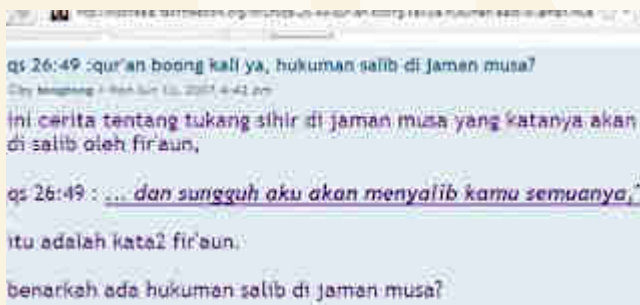 qs 26:49 :qur'an boong kali ya, hukuman salib di jaman musa?
ini cerita tentang tukang sihir di jaman musa yang katanya akan
di salib oleh fir'aun,
qs 26:49 : ... dan sungguh aku akan menyalib kamu semuanya,"
itu adalah kata2 fir'aun.
benarkah ada hukuman salib di jaman musa?